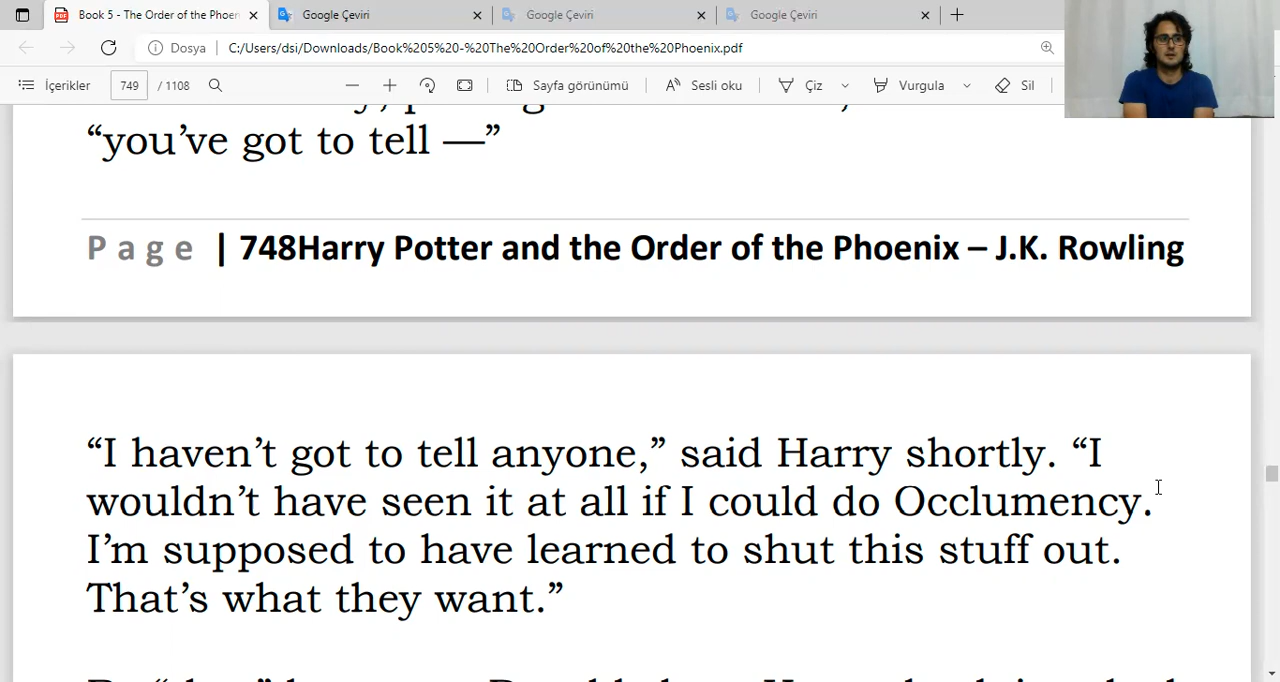 Book 5 - The Order of the Phoen
Google Çeviri
Google Çeviri
Google Çeviri
Dosya
C:/Users/dsi/Downloads/Book%205%20-%20The%20Order%20of%20the%20Phoenix.pdf
İçerikler
749 / 1108
Sayfa görünümü
Sesli oku
Çiz
Vurgula
Sil
“you’ve got to tell —”
Page | 748Harry Potter and the Order of the Phoenix – J.K. Rowling
“I haven’t got to tell anyone,” said Harry shortly. “I
wouldn’t have seen it at all if I could do Occlumency.
I’m supposed to have learned to shut this stuff out.
That’s what they want.”